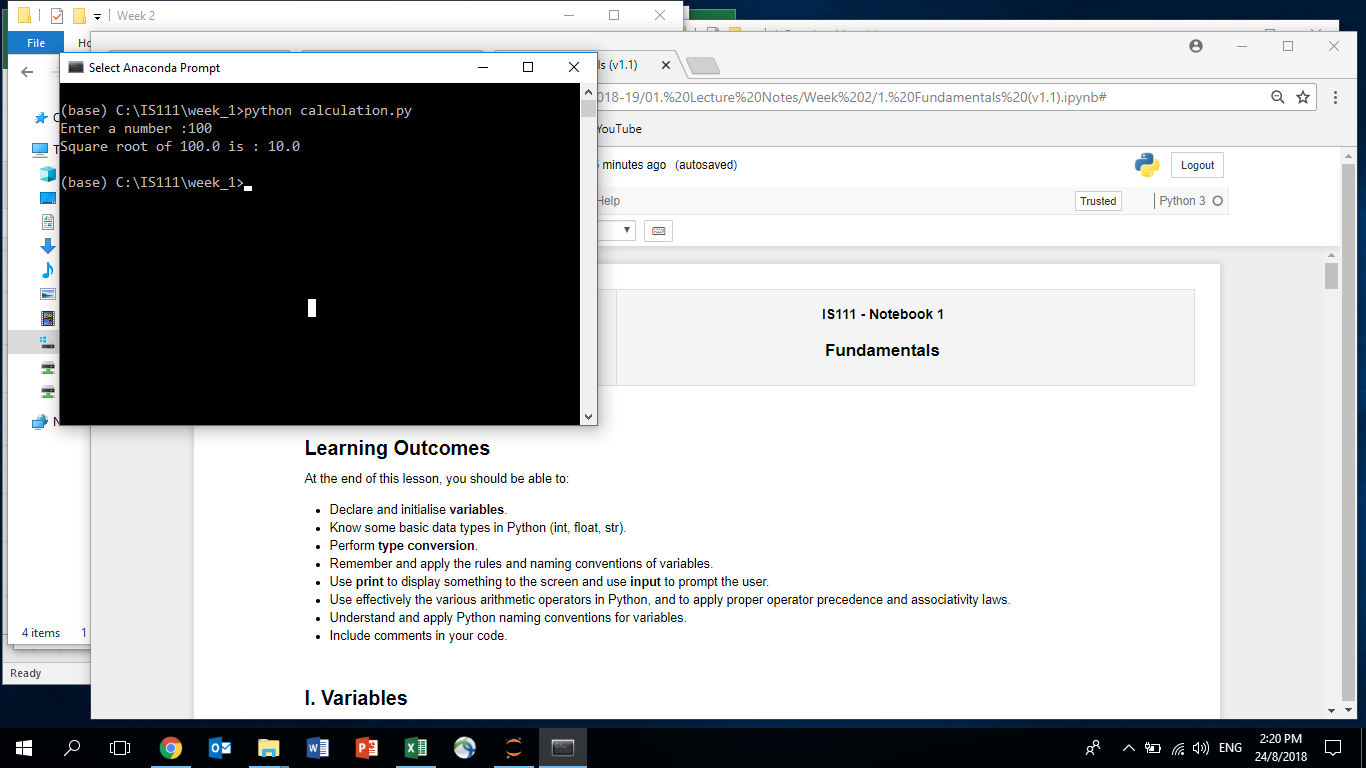 Week 2
File
Select Anaconda Prompt
(base) C:\IS111\week_1>python calculation.py
Enter a number :100
Square root of 100.0 is : 10.0
(base) C:\IS111\week_1>
ls (v1.1)
018-19/01.%20Lecture%20Notes/Week%202/1.%20Fundamentals%20(v1.1).ipynb#
YouTube
minutes ago (autosaved)
Logout
Help
Trusted
Python 3
IS111 - Notebook 1
Fundamentals
Learning Outcomes
At the end of this lesson, you should be able to:
• Declare and initialise variables.
• Know some basic data types in Python (int, float, str).
• Perform type conversion.
• Remember and apply the rules and naming conventions of variables.
• Use print to display something to the screen and use input to prompt the user.
• Use effectively the various arithmetic operators in Python, and to apply proper operator precedence and associativity laws.
• Understand and apply Python naming conventions for variables.
• Include comments in your code.
I. Variables
4 items 1
Ready
ENG
2:20 PM
24/8/2018